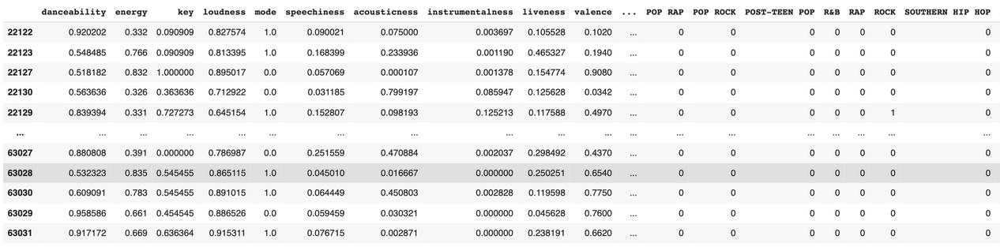 danceability energy key loudness mode speechiness acousticness instrumentalness liveness valence ... POP RAP POP ROCK POST-TEEN POP R&B RAP ROCK SOUTHERN HIP HOP
22122 0.920202 0.332 0.090909 0.827574 1.0 0.090021 0.075000 0.003697 0.105528 0.1020 ... 0 0 0 0 0 0 0
22123 0.548485 0.766 0.090909 0.813395 1.0 0.168399 0.233936 0.001190 0.465327 0.1940 ... 0 0 0 0 0 0 0
22127 0.518182 0.832 1.000000 0.895017 0.0 0.057069 0.000107 0.001378 0.154774 0.9080 ... 0 0 0 0 0 0 0
22130 0.563636 0.326 0.363636 0.712922 0.0 0.031185 0.799197 0.085947 0.125628 0.0342 ... 0 0 0 0 0 0 0
22129 0.839394 0.331 0.727273 0.645154 1.0 0.152807 0.098193 0.125213 0.117588 0.4970 ... 0 0 0 0 0 1 0
... ... ... ... ... ... ... ... ... ... ... ... ... ... ... ... ... ... ...
63027 0.880808 0.391 0.000000 0.786987 0.0 0.251559 0.470884 0.002037 0.298492 0.4370 ... 0 0 0 0 0 0 0
63028 0.532323 0.835 0.545455 0.865115 1.0 0.045010 0.016667 0.000000 0.250251 0.6540 ... 0 0 0 0 0 0 0
63030 0.609091 0.783 0.545455 0.891015 1.0 0.064449 0.450803 0.002828 0.119598 0.7750 ... 0 0 0 0 0 0 0
63029 0.958586 0.661 0.454545 0.886526 0.0 0.059459 0.030321 0.000000 0.045628 0.7600 ... 0 0 0 0 0 0 0
63031 0.917172 0.669 0.636364 0.915311 1.0 0.076715 0.002871 0.000000 0.238191 0.6620 ... 0 0 0 0 0 0 0